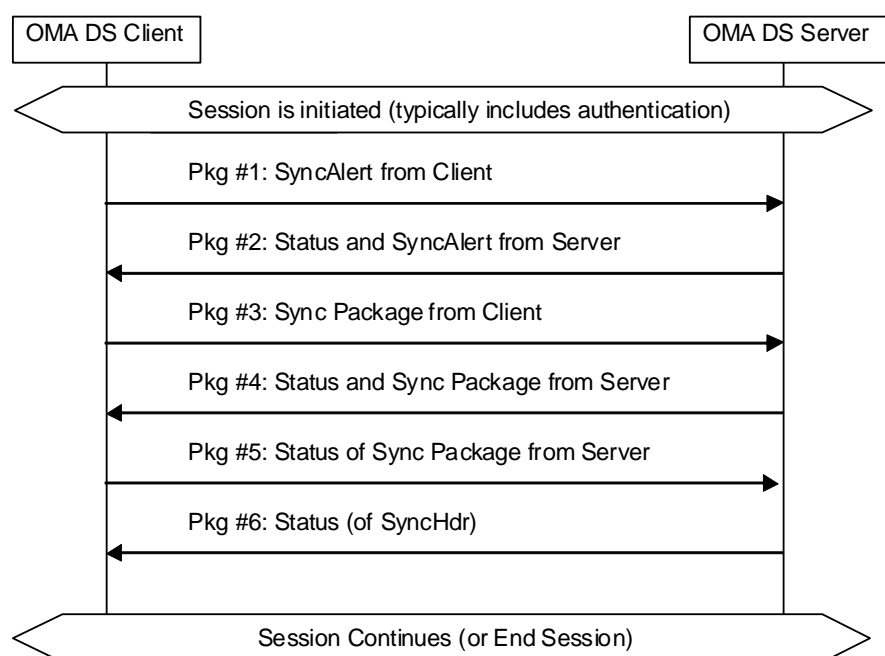 OMA DS Client
OMA DS Server
Session is initiated (typically includes authentication)
Pkg #1: SyncAlert from Client
Pkg #2: Status and SyncAlert from Server
Pkg #3: Sync Package from Client
Pkg #4: Status and Sync Package from Server
Pkg #5: Status of Sync Package from Server
Pkg #6: Status (of SyncHdr)
Session Continues (or End Session)